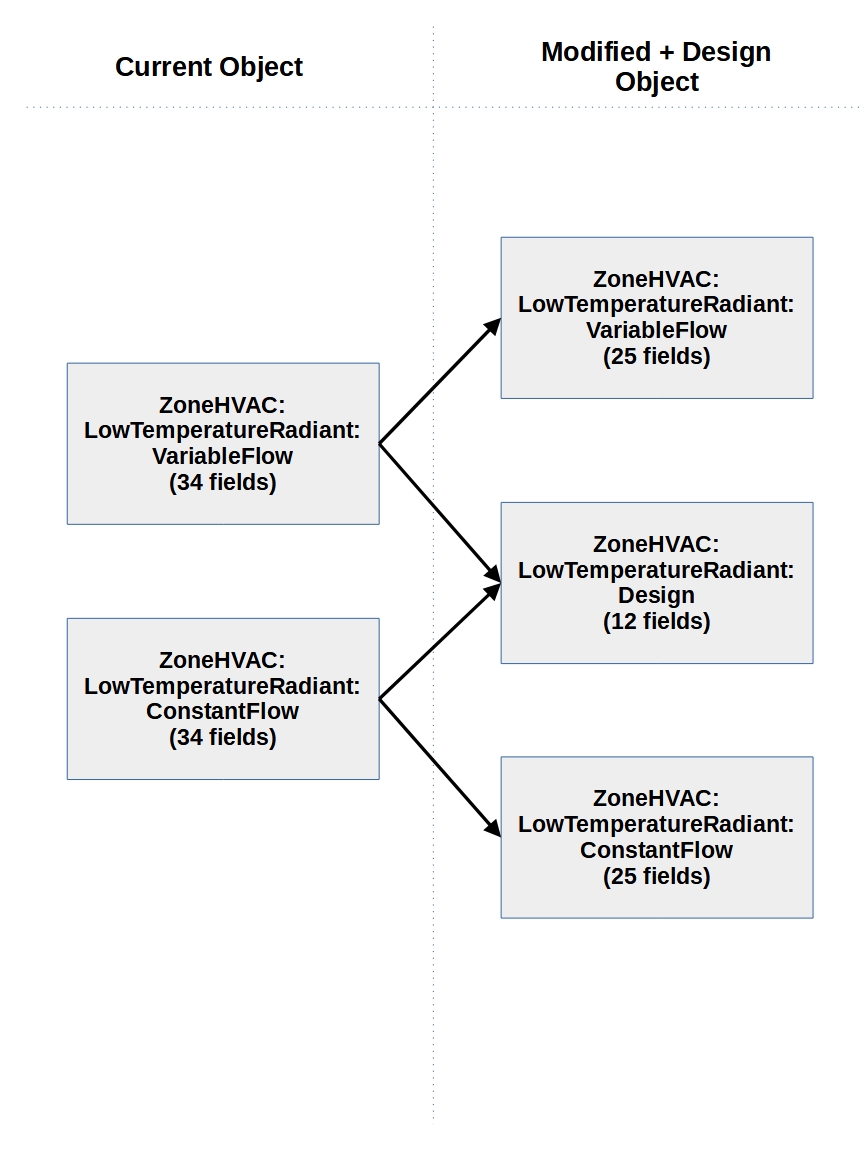 Current Object
Modified + Design
Object
ZoneHVAC:
LowTemperatureRadiant:
VariableFlow
(34 fields)
ZoneHVAC:
LowTemperatureRadiant:
ConstantFlow
(34 fields)
ZoneHVAC:
LowTemperatureRadiant:
VariableFlow
(25 fields)
ZoneHVAC:
LowTemperatureRadiant:
Design
(12 fields)
ZoneHVAC:
LowTemperatureRadiant:
ConstantFlow
(25 fields)